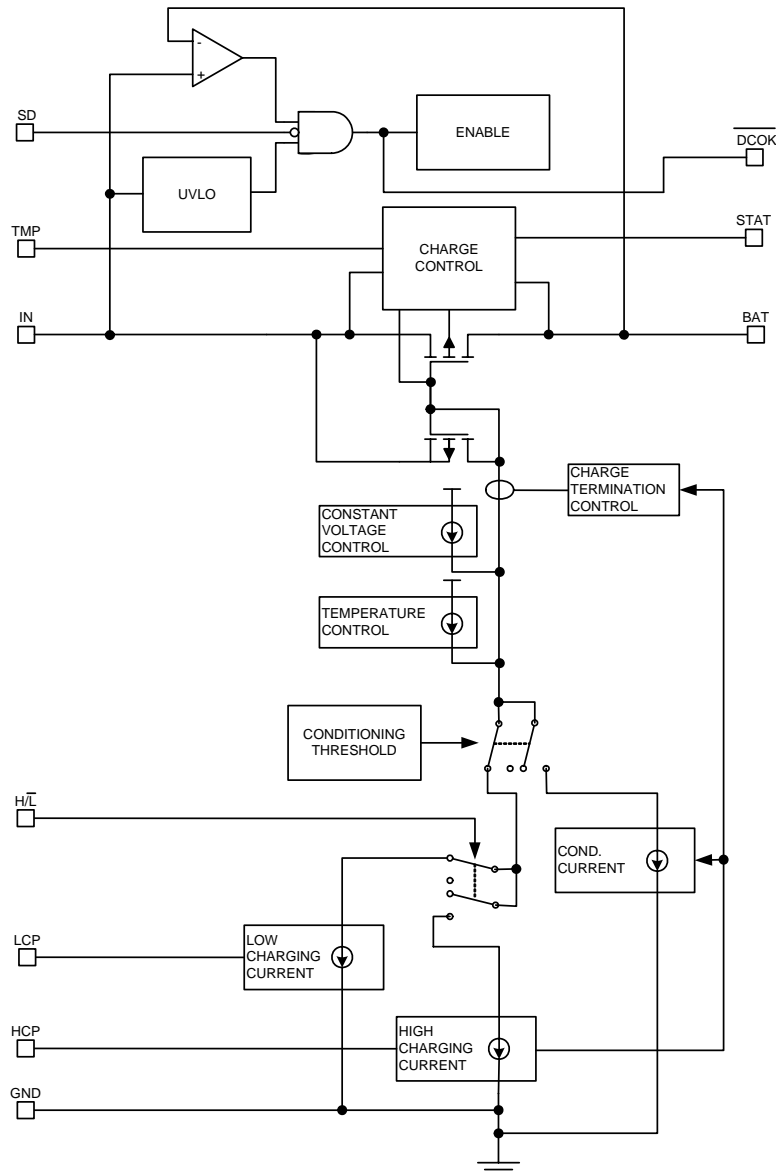 -
+
SD
ENABLE
DCOK
UVLO
TMP
CHARGE
CONTROL
STAT
IN
BAT
CHARGE
TERMINATION
CONTROL
CONSTANT
VOLTAGE
CONTROL
TEMPERATURE
CONTROL
CONDITIONING
THRESHOLD
H/L
COND.
CURRENT
LCP
LOW
CHARGING
CURRENT
HCP
HIGH
CHARGING
CURRENT
GND